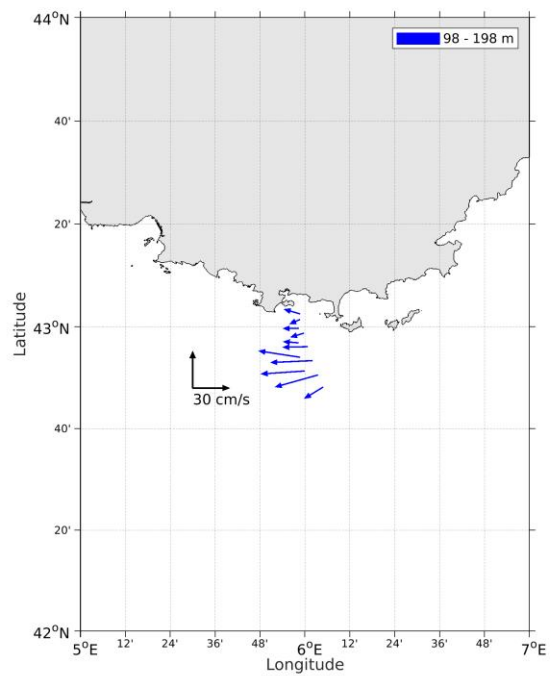 44°N
98 - 198 m
40'
20'
Latitude
43°N
30 cm/s
40'
20'
42°N
5°E 12' 24' 36' 48' 6°E 12' 24' 36' 48' 7°E
Longitude